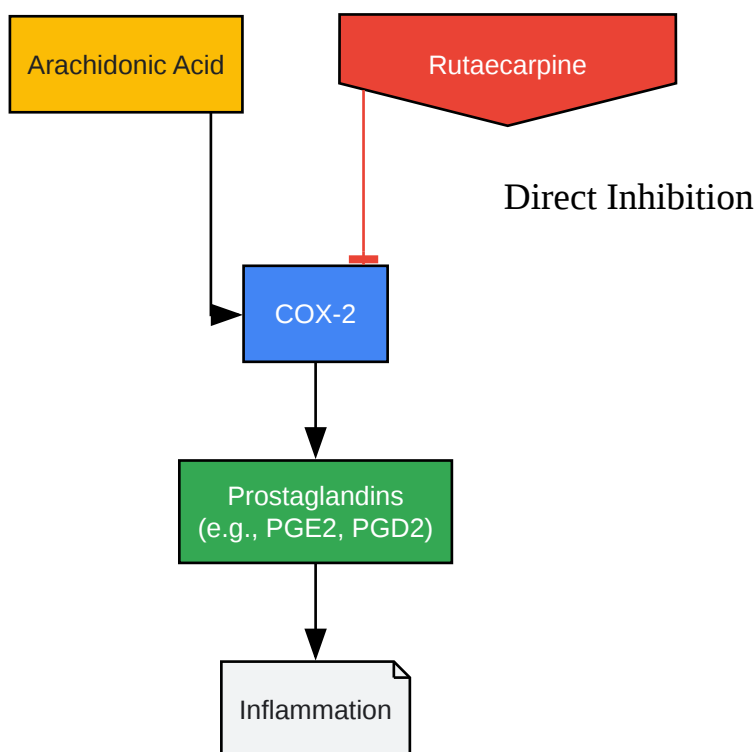 Arachidonic Acid
Rutaecarpine
Direct Inhibition
COX-2
Prostaglandins
(e.g., PGE2, PGD2)
Inflammation